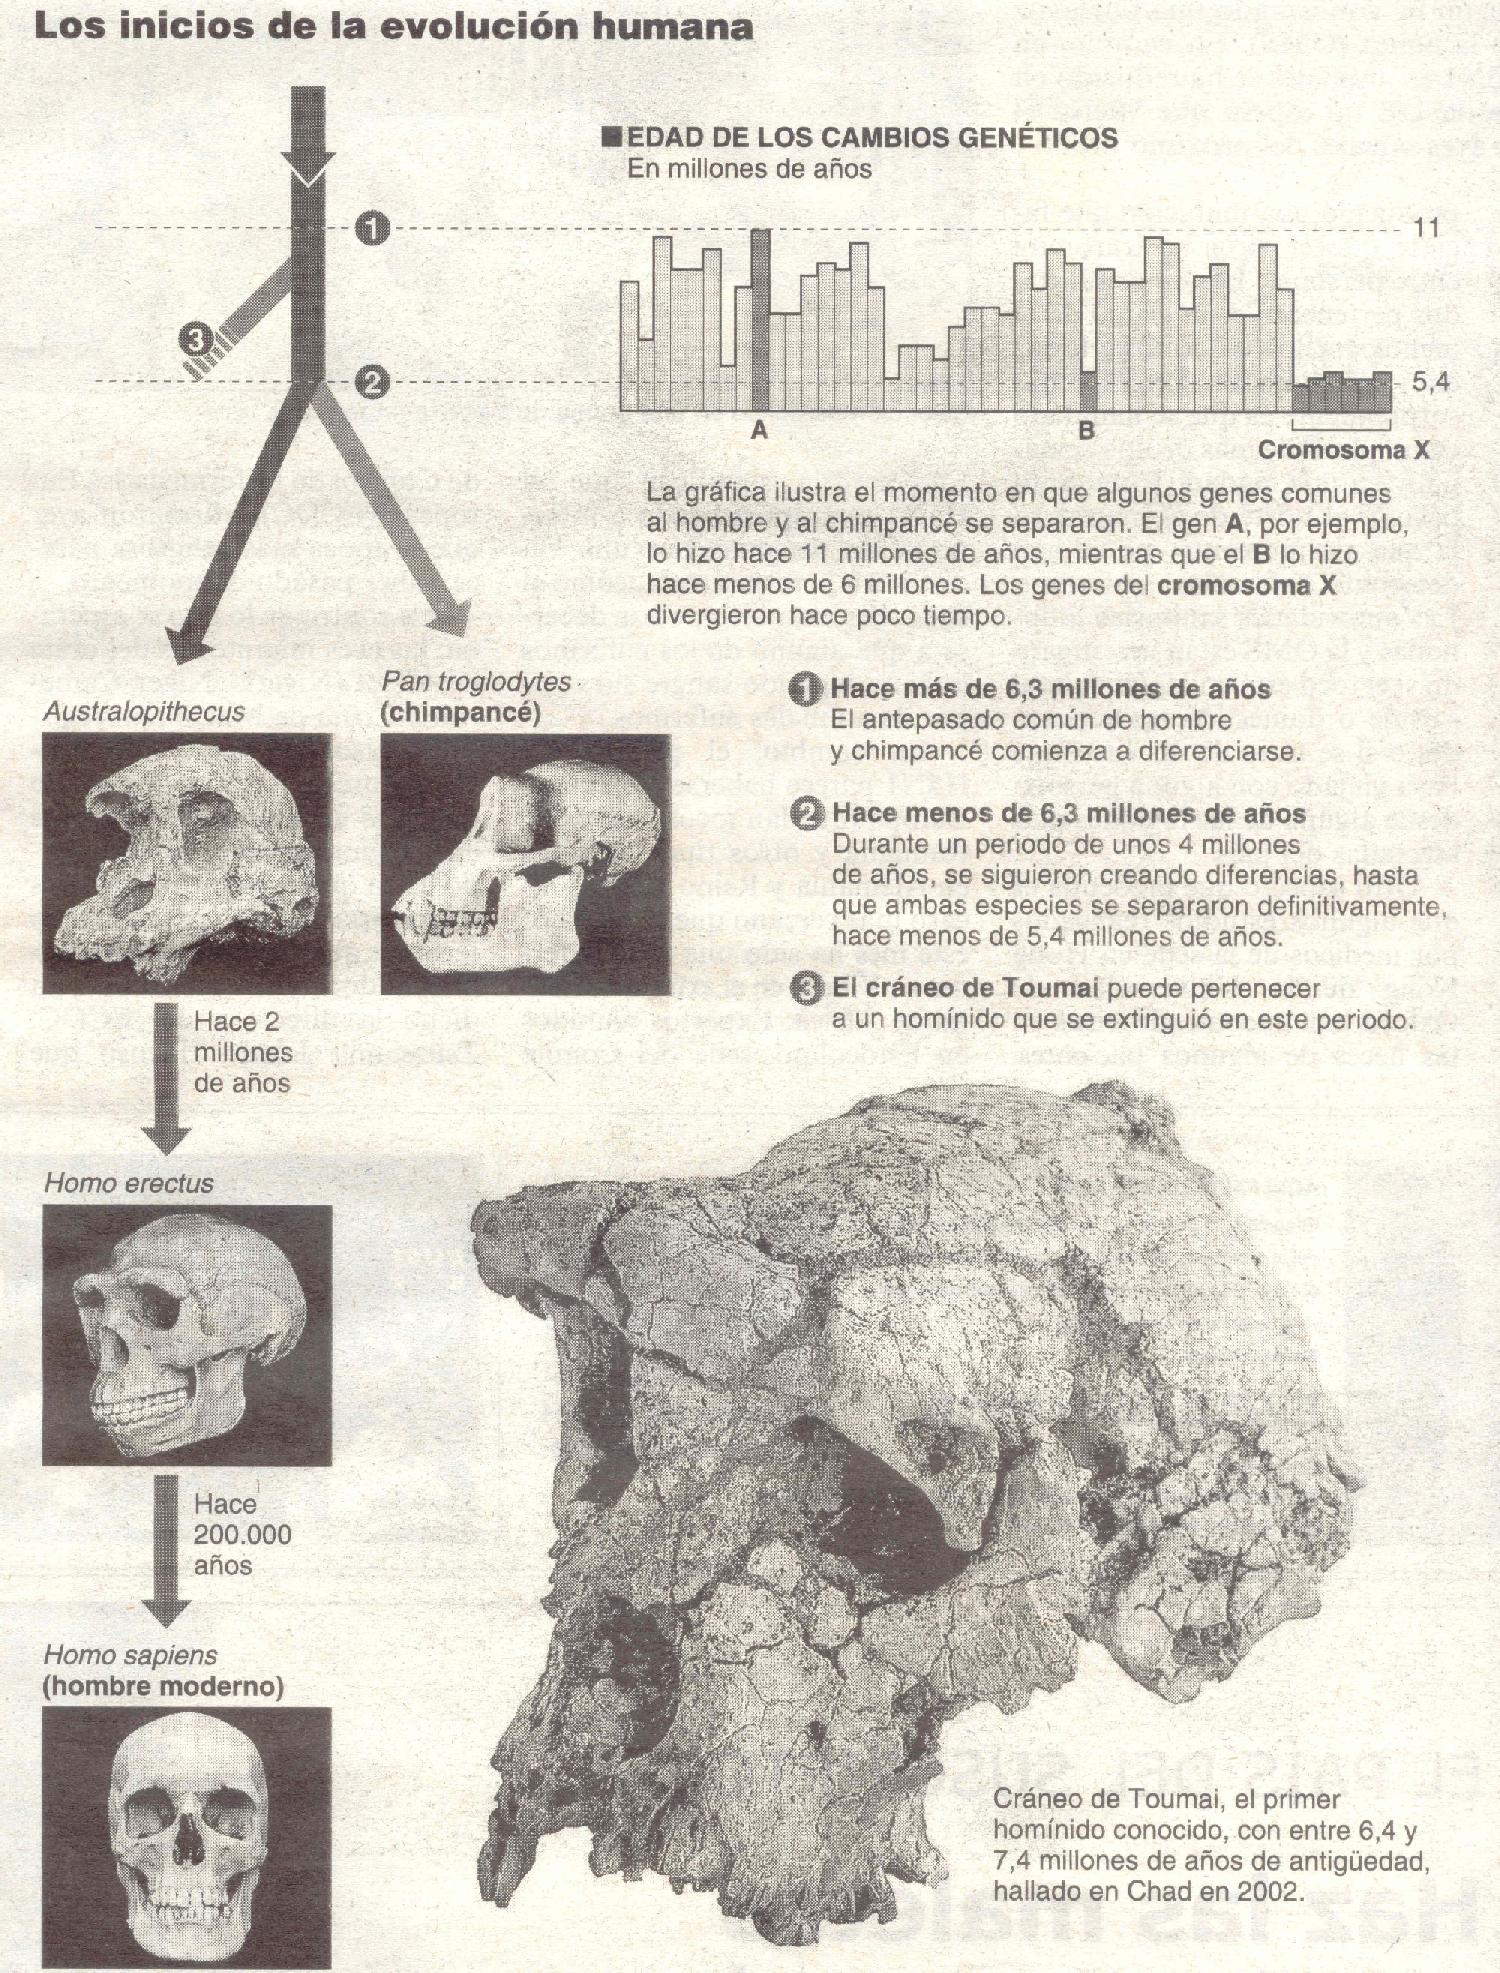 Los inicios de la evolución humana
EDAD DE LOS CAMBIOS GENÉTICOS
En millones de años
1
11
3
2
5,4
A
B
Cromosoma X
La gráfica ilustra el momento en que algunos genes comunes
al hombre y al chimpancé se separaron. El gen A, por ejemplo,
lo hizo hace 11 millones de años, mientras que el B lo hizo
hace menos de 6 millones. Los genes del cromosoma X
divergieron hace poco tiempo.
Australopithecus
Pan troglodytes
(chimpancé)
1 Hace más de 6,3 millones de años
El antepasado común de hombre
y chimpancé comienza a diferenciarse.
2 Hace menos de 6,3 millones de años
Durante un periodo de unos 4 millones
de años, se siguieron creando diferencias, hasta
que ambas especies se separaron definitivamente,
hace menos de 5,4 millones de años.
3 El cráneo de Toumai puede pertenecer
a un homínido que se extinguió en este periodo.
Hace 2
millones
de años
Homo erectus
Hace
200.000
años
Homo sapiens
(hombre moderno)
Cráneo de Toumai, el primer
homínido conocido, con entre 6,4 y
7,4 millones de años de antigüedad,
hallado en Chad en 2002.